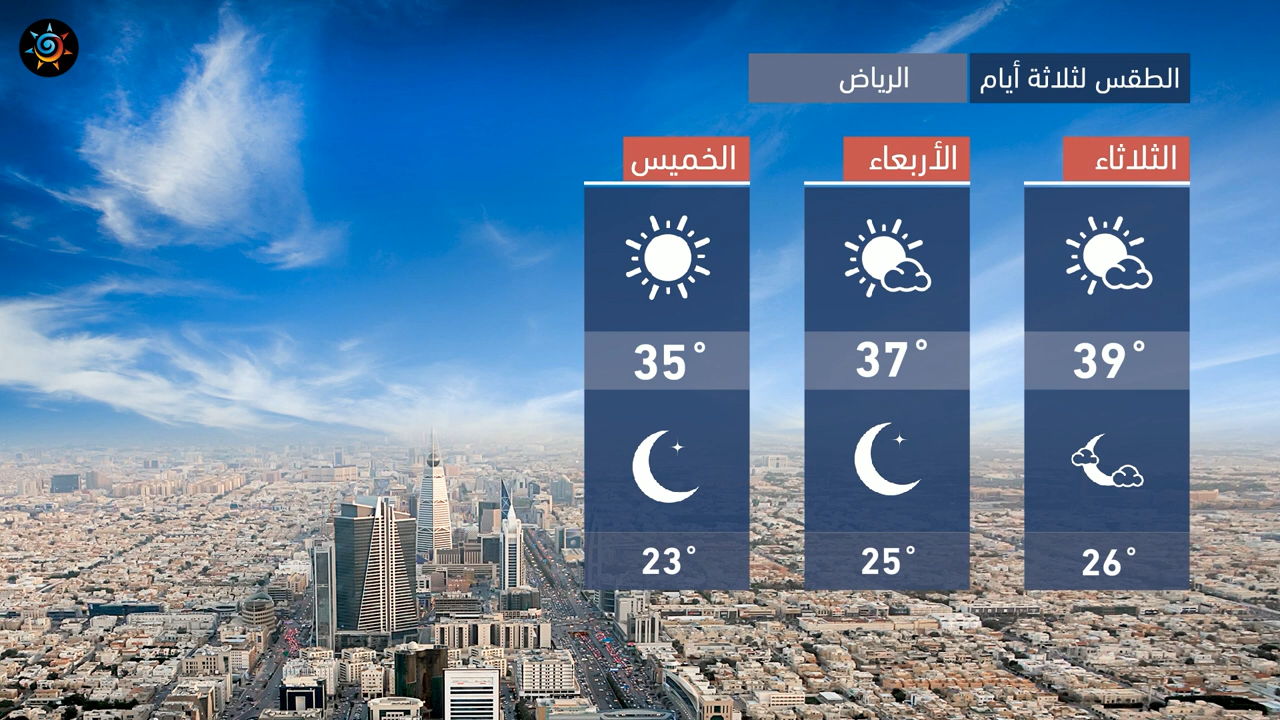 الطقس لثلاثة أيام
الرياض
الثلاثاء
الأربعاء
الخميس
39°
37°
35°
26°
25°
23°